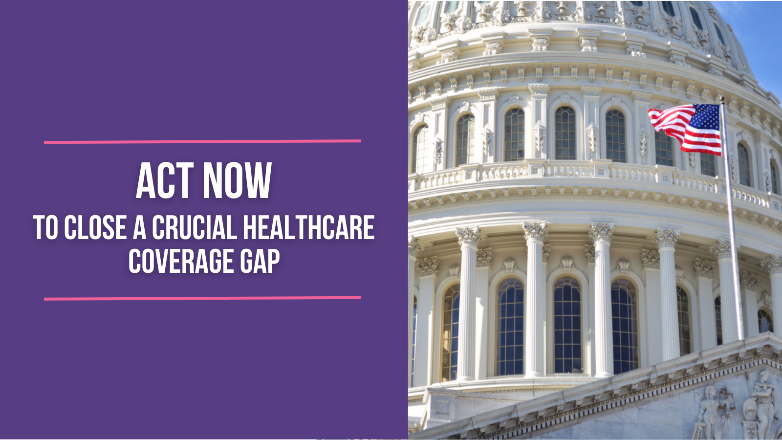 ACT NOW
TO CLOSE A CRUCIAL HEALTHCARE
COVERAGE GAP